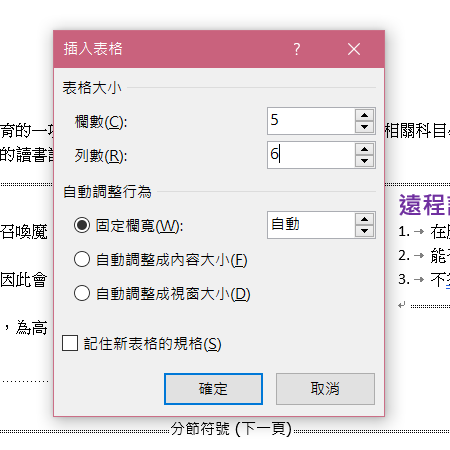 插入表格
?
表格大小
欄數(C):
5
列數(R):
6
自動調整行為
固定欄寬(W):
自動
自動調整成內容大小(F)
自動調整成視窗大小(D)
記住新表格的規格(S)
確定
取消
育的一
相關科目
的讀書
遠程
召喚魔
1.
2.
3.
因此會
不
，為高
分節符號 (下一頁)